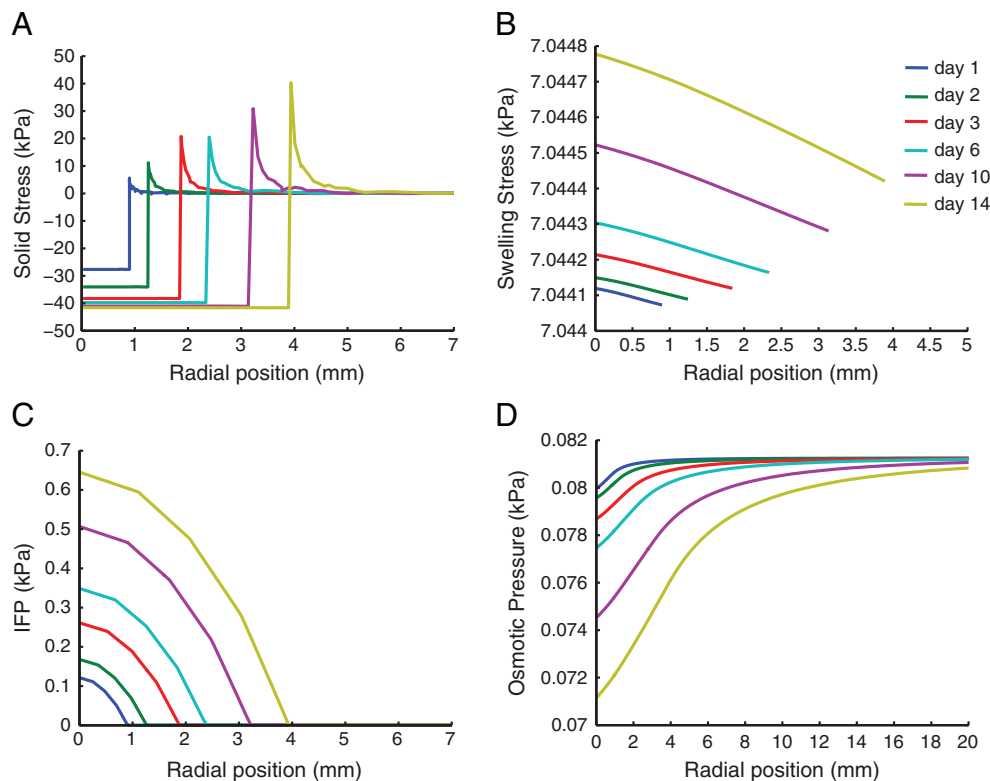 A
50
40
30
20
10
0
−10
−20
−30
−40
−50
Solid Stress (kPa)
0 1 2 3 4 5 6 7
Radial position (mm)
B
7.0448
7.0447
7.0446
7.0445
7.0444
7.0443
7.0442
7.0441
7.044
Swelling Stress (kPa)
0 0.5 1 1.5 2 2.5 3 3.5 4 4.5 5
Radial position (mm)
day 1
day 2
day 3
day 6
day 10
day 14
C
0.7
0.6
0.5
0.4
0.3
0.2
0.1
0
IFP (kPa)
0 1 2 3 4 5 6 7
Radial position (mm)
D
0.082
0.08
0.078
0.076
0.074
0.072
0.07
Osmotic Pressure (kPa)
0 2 4 6 8 10 12 14 16 18 20
Radial position (mm)